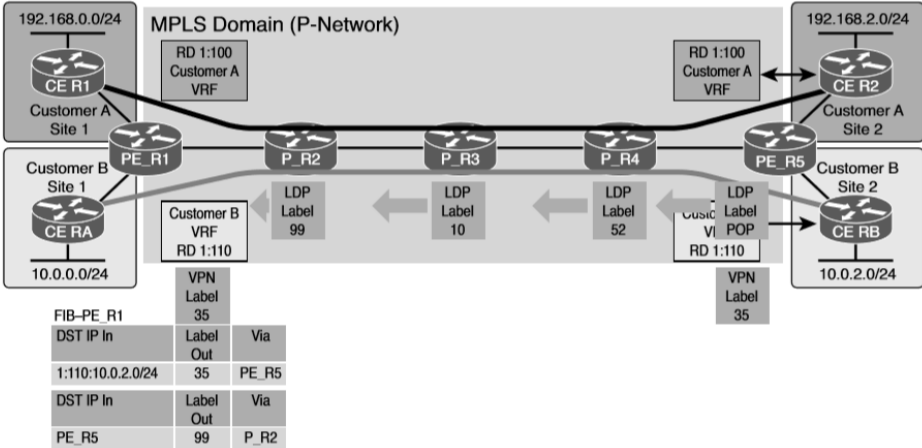 192.168.0.0/24
MPLS Domain (P-Network)
192.168.2.0/24
RD 1:100
Customer A
VRF
RD 1:100
Customer A
VRF
CE R1
CE R2
Customer A
Site 1
Customer A
Site 2
PE_R1
P_R2
P_R3
P_R4
PE_R5
Customer B
Site 1
Customer B
Site 2
CE RA
CE RB
10.0.0.0/24
10.0.2.0/24
Customer B
VRF
RD 1:110
LDP
Label
99
LDP
Label
10
LDP
Label
52
LDP
Label
POP
RD 1:110
VPN
Label
35
VPN
Label
35
FIB–PE_R1
DST IP In
Label
Out
Via
1:110:10.0.2.0/24
35
PE_R5
DST IP In
Label
Out
Via
PE_R5
99
P_R2